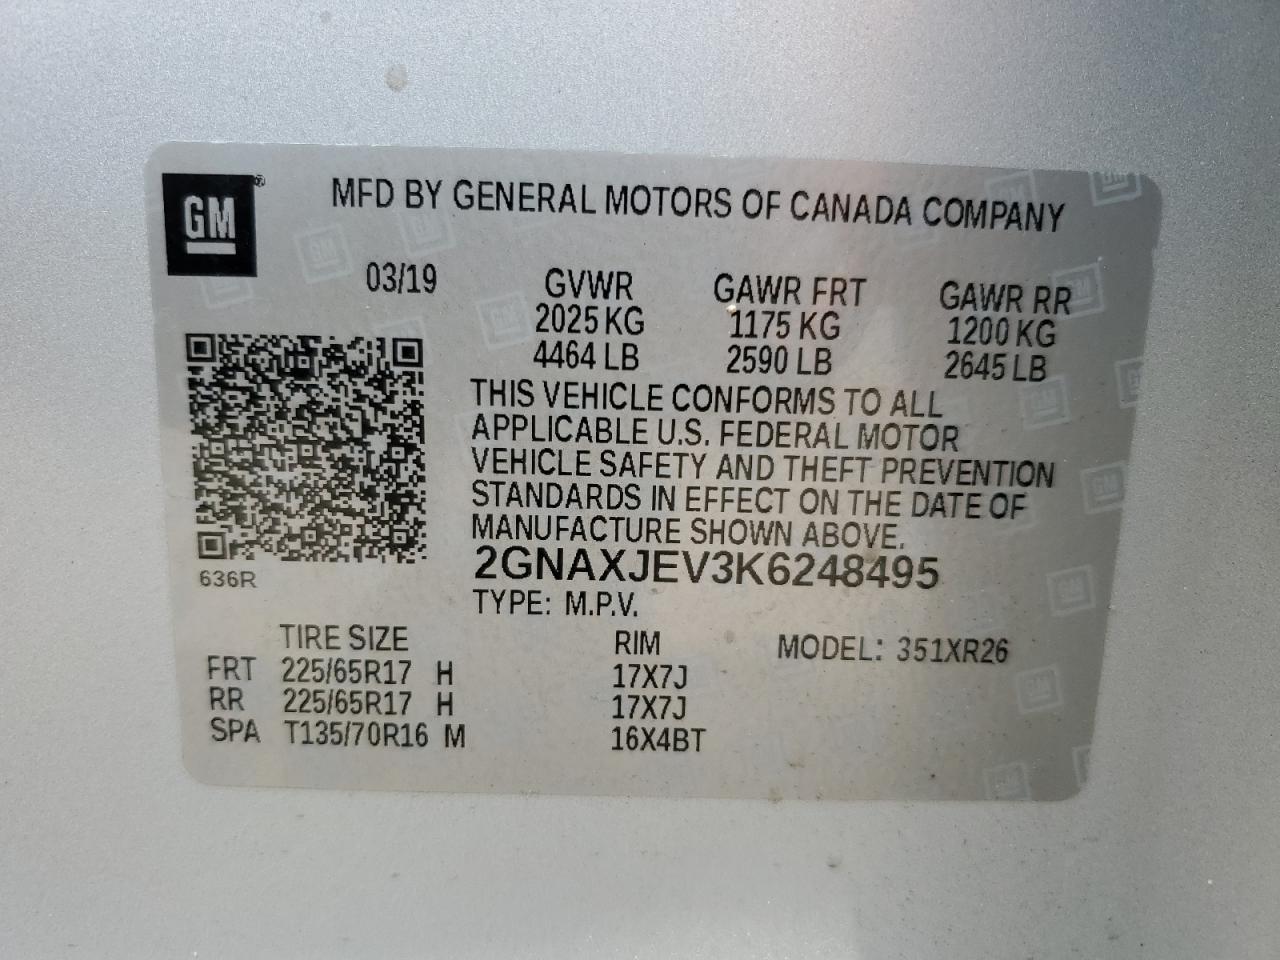 GM®
MFD BY GENERAL MOTORS OF CANADA COMPANY
03/19 GVWR GAWR FRT GAWR RR
2025 KG 1175 KG 1200 KG
4464 LB 2590 LB 2645 LB
THIS VEHICLE CONFORMS TO ALL
APPLICABLE U.S. FEDERAL MOTOR
VEHICLE SAFETY AND THEFT PREVENTION
STANDARDS IN EFFECT ON THE DATE OF
MANUFACTURE SHOWN ABOVE.
2GNAXJEV3K6248495
636R
TYPE: M.P.V.
TIRE SIZE RIM MODEL: 351XR26
FRT 225/65R17 H 17X7J
RR 225/65R17 H 17X7J
SPA T135/70R16 M 16X4BT